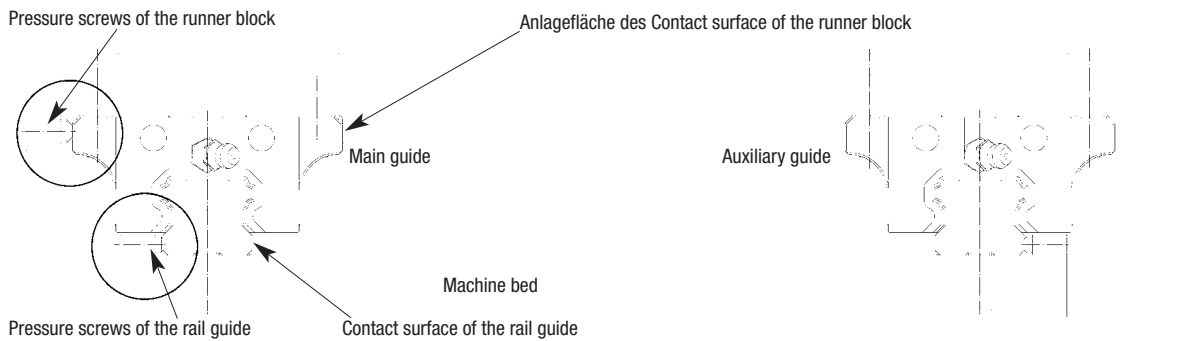 Pressure screws of the runner block
Anlagefläche des Contact surface of the runner block
Main guide
Auxiliary guide
Machine bed
Pressure screws of the rail guide
Contact surface of the rail guide